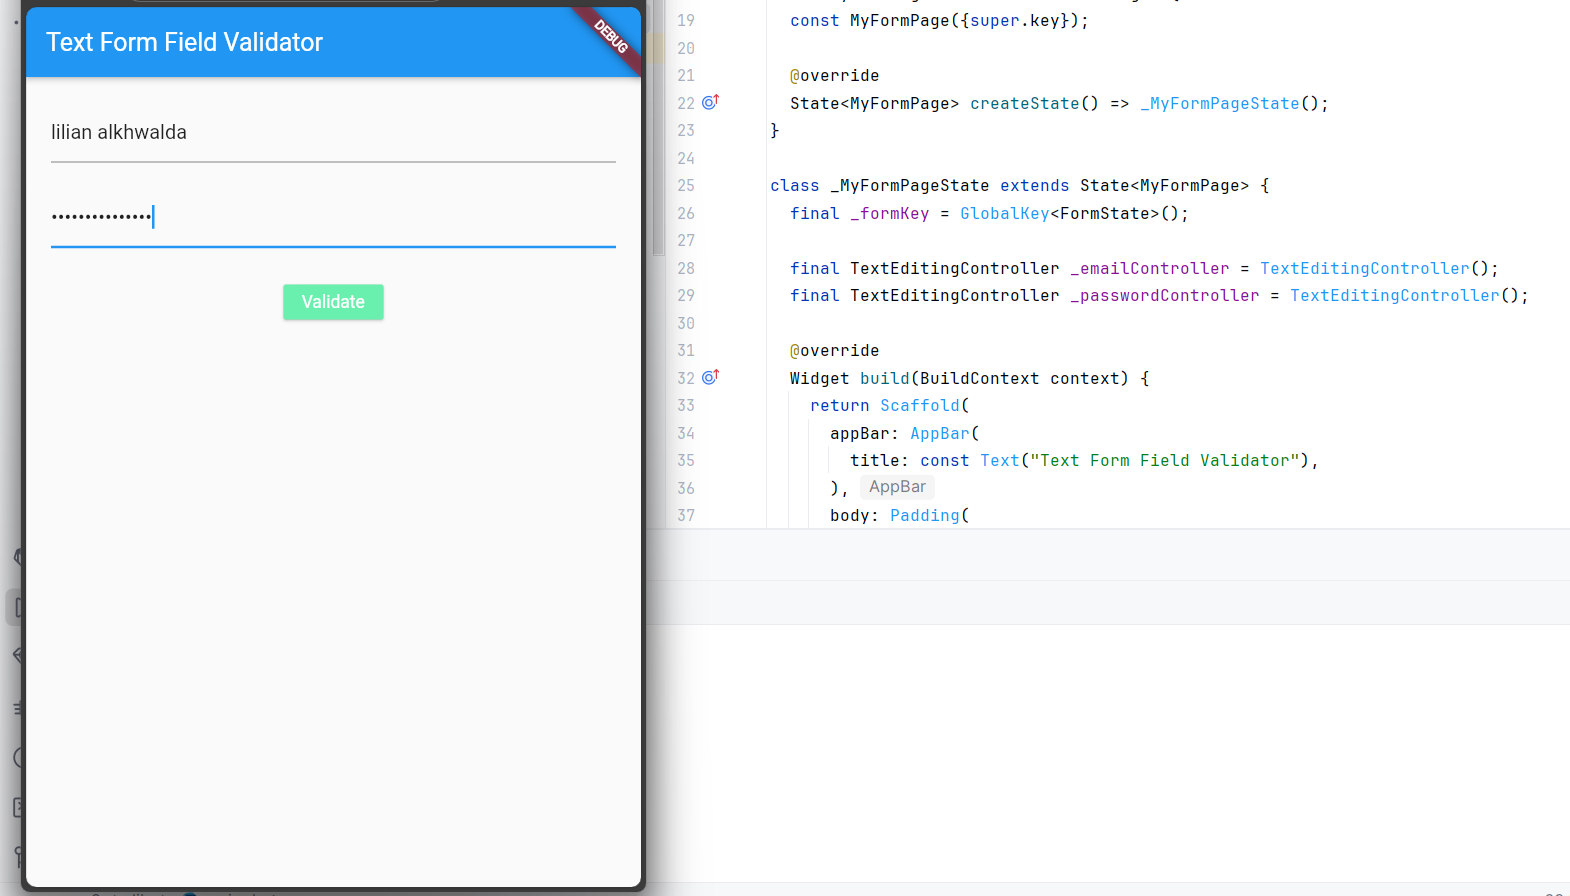 Text Form Field Validator
DEBUG
lilian alkhwalda
•••••••••••••••
Validate
19 const MyFormPage({super.key});
20
21 @override
22 State<MyFormPage> createState() => _MyFormPageState();
23 }
24
25 class _MyFormPageState extends State<MyFormPage> {
26 final _formKey = GlobalKey<FormState>();
27
28 final TextEditingController _emailController = TextEditingController();
29 final TextEditingController _passwordController = TextEditingController();
30
31 @override
32 Widget build(BuildContext context) {
33 return Scaffold(
34 appBar: AppBar(
35 title: const Text("Text Form Field Validator"),
36 ), AppBar
37 body: Padding(